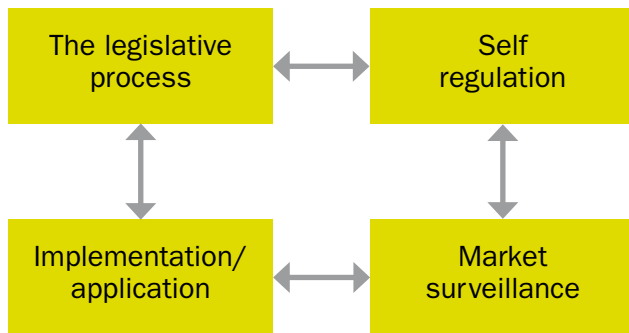 The legislative
process
Self
regulation
Implementation/
application
Market
surveillance